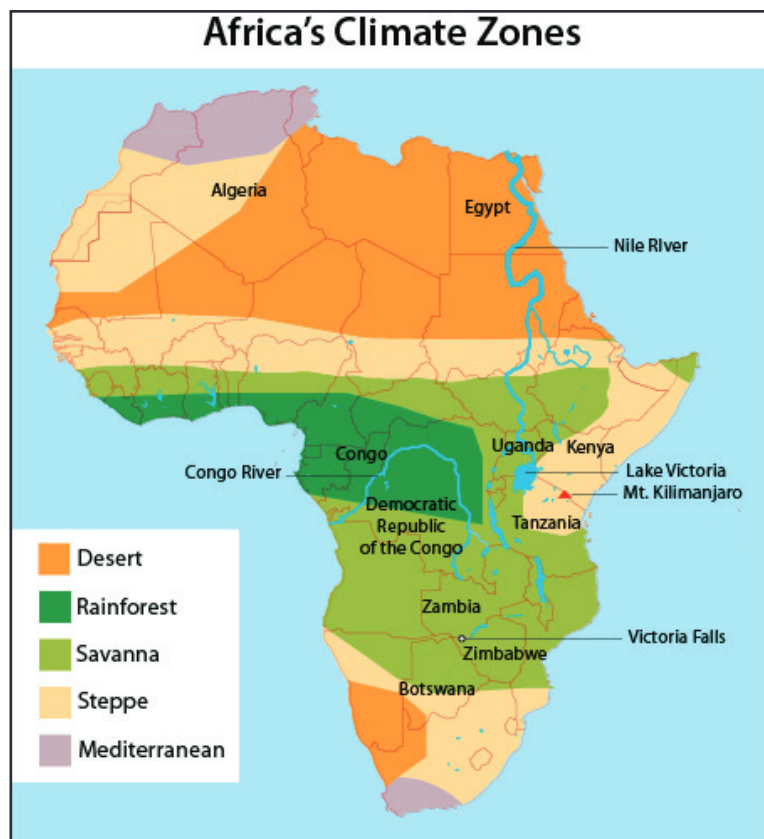 Africa's Climate Zones
Algeria
Egypt
Nile RIver
Uganda
Kenya
Congo
Congo River
Lake Victoria
Mt. Kilimanjaro
Democratic
Republic
of the Congo
Tanzania
Zambia
Victoria Falls
Zimbabwe
Botswana
Desert
Rainforest
Savanna
Steppe
Mediterranean